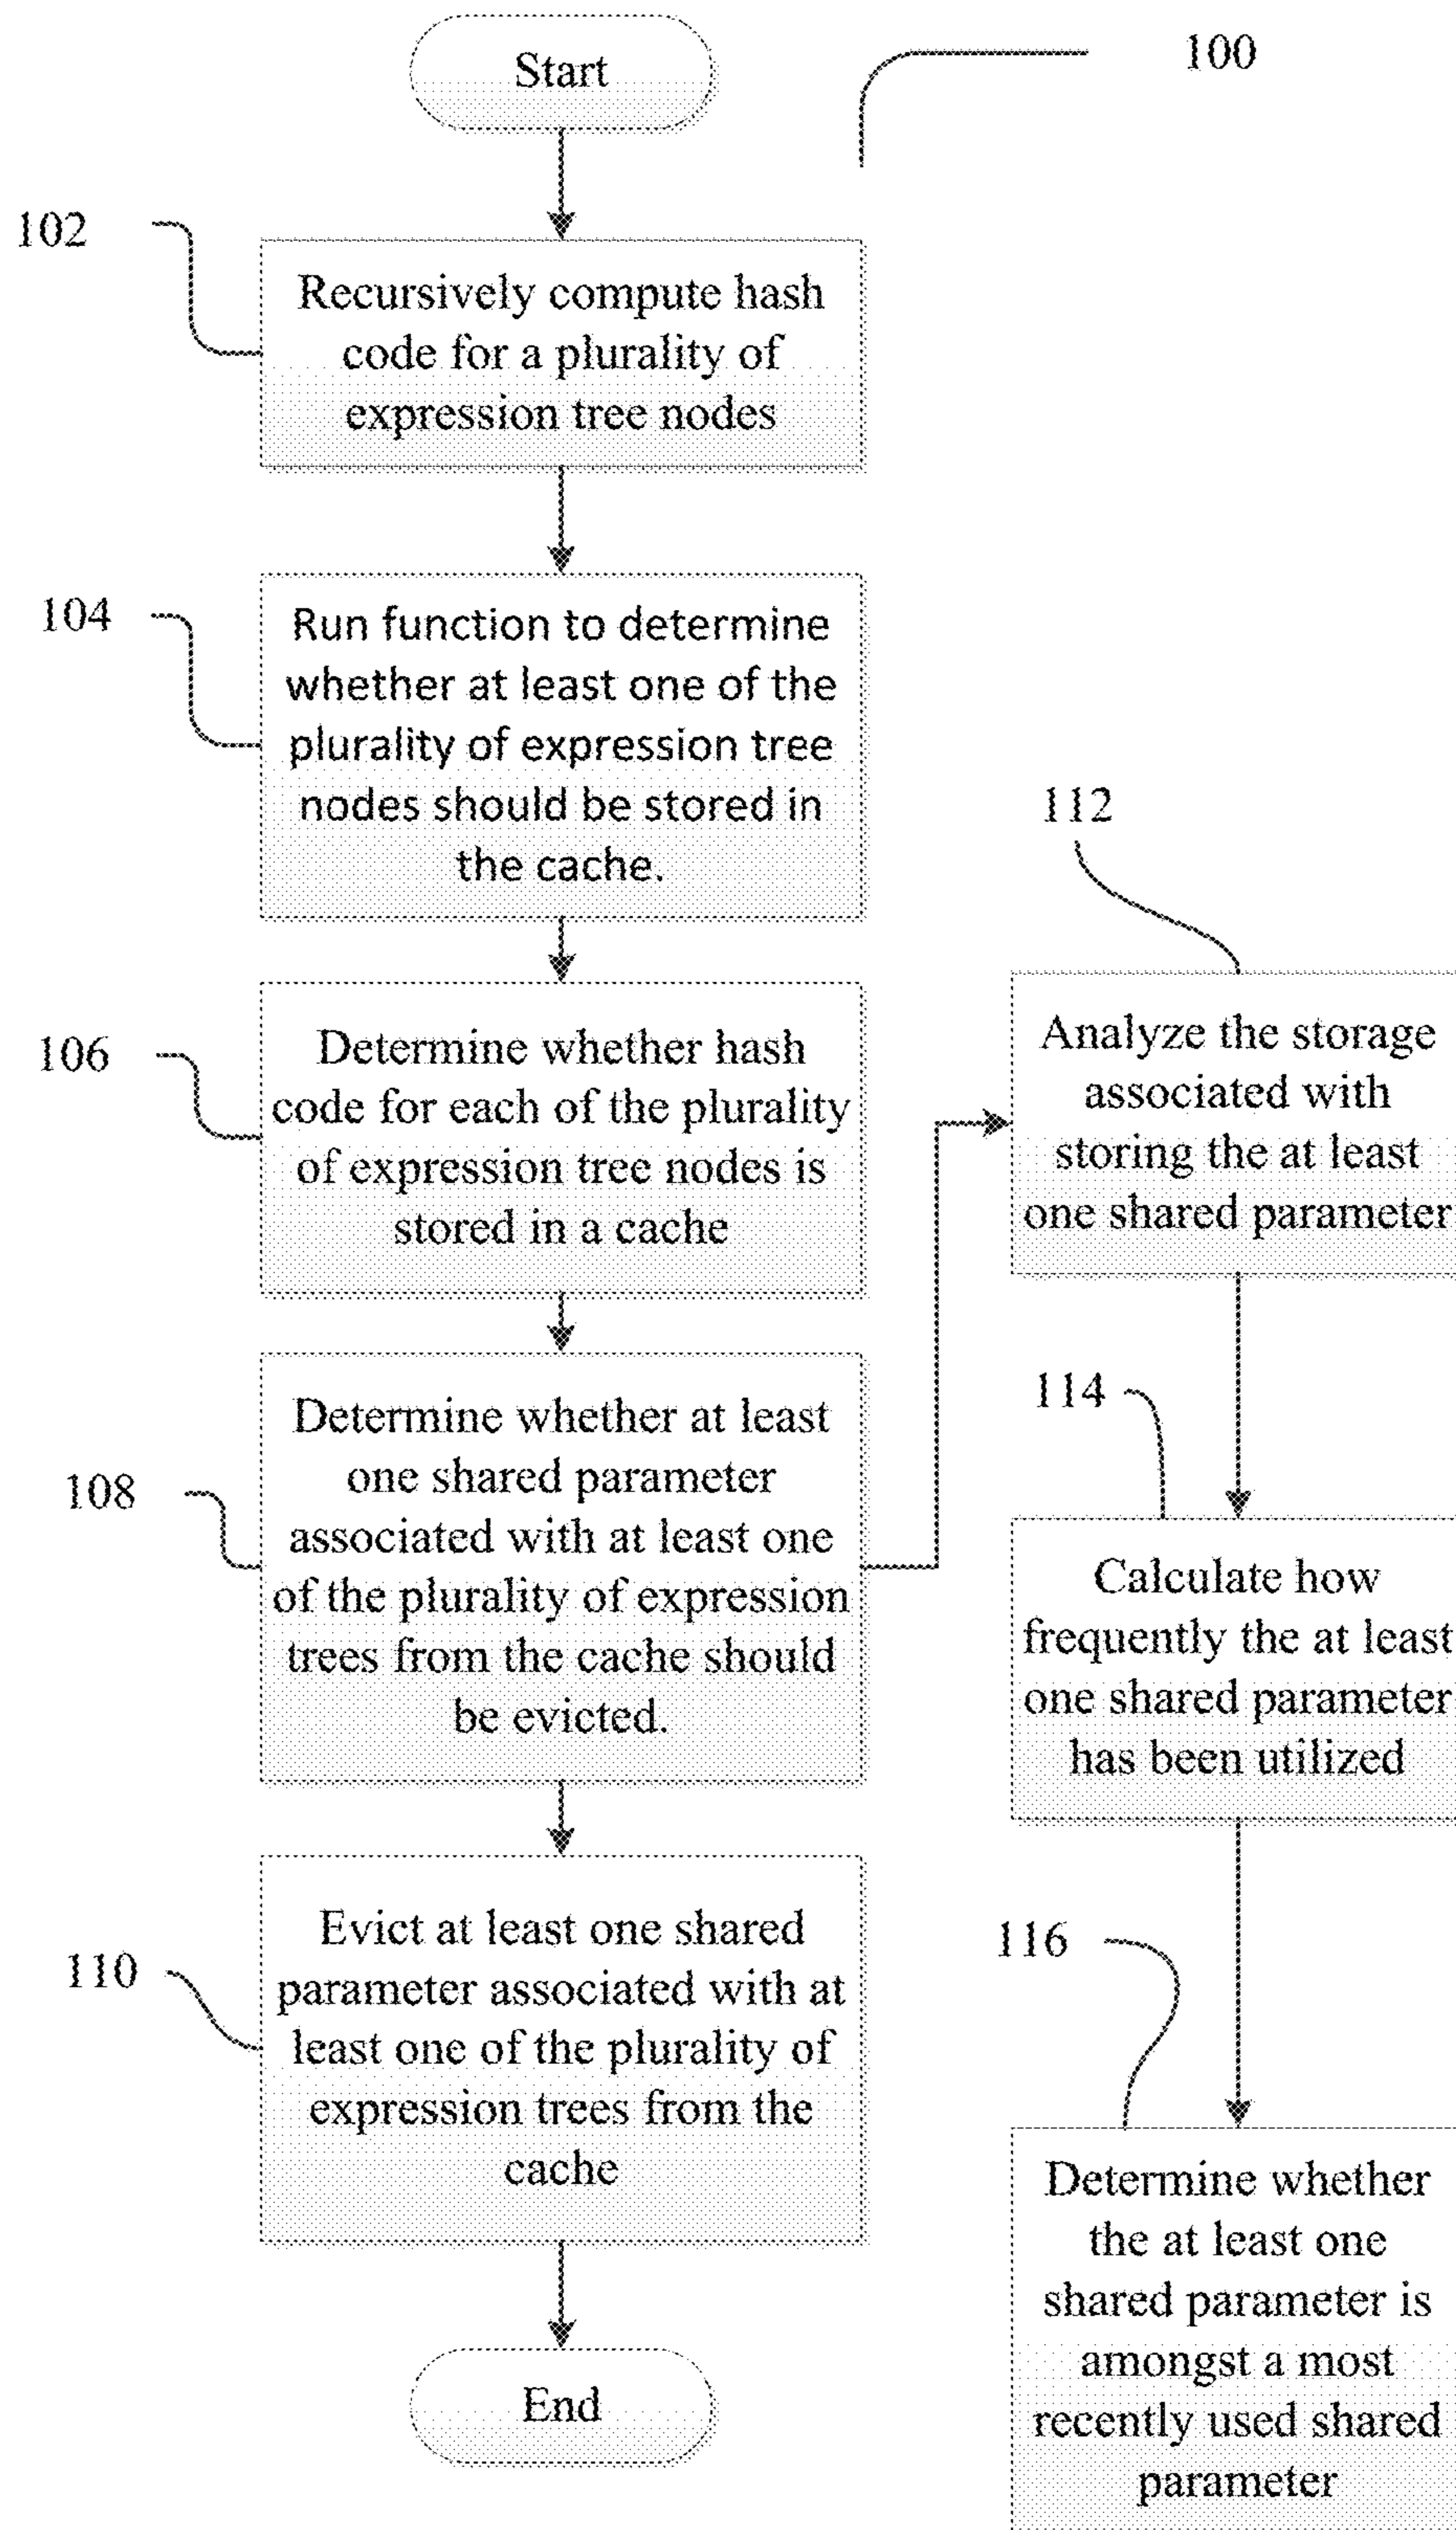 Start
100
102
Recursively compute hash
code for a plurality of
expression tree nodes
104
Run function to determine
whether at least one of the
plurality of expression tree
nodes should be stored in
the cache.
106
Determine whether hash
code for each of the plurality
of expression tree nodes is
stored in a cache
108
Determine whether at least
one shared parameter
associated with at least one
of the plurality of expression
trees from the cache should
be evicted.
110
Evict at least one shared
parameter associated with at
least one of the plurality of
expression trees from the
cache
End
112
Analyze the storage
associated with
storing the at least
one shared parameter
114
Calculate how
frequently the at least
one shared parameter
has been utilized
116
Determine whether
the at least one
shared parameter is
amongst a most
recently used shared
parameter